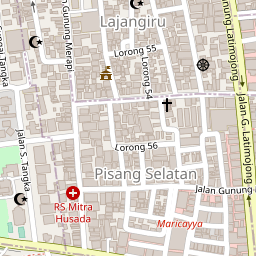 Lajangiru
Jalan Gunung Latimojong
Gunung Merapi
Lorong 55
Lorong 54
Jalan S. Tangka
Lorong 56
Jalan G. Latimojong
Pisang Selatan
Jalan Gunung
RS Mitra
Husada
Maricayya